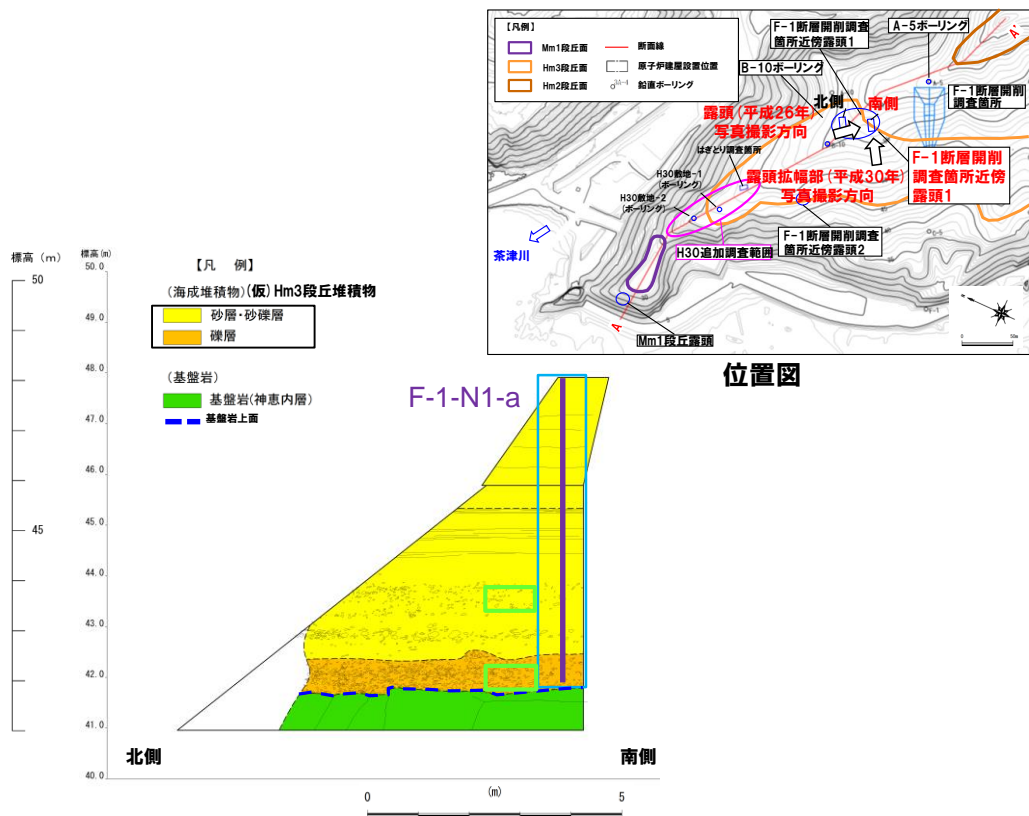 【凡例】
Mm1段丘面
Hm3段丘面
Hm2段丘面
断面線
原子炉建屋設置位置
35-4
鉛直ボーリング
F-1断層開削調査
箇所近傍露頭1
A-5ボーリング
A'
B-10ボーリング
A-5
F-1断層開削
調査箇所
北側
南側
露頭(平成26年)
写真撮影方向
B-10
はぎとり調査箇所
F-1断層開削
調査箇所近傍
露頭1
露頭拡幅部(平成30年)
写真撮影方向
H30敷地-1
(ボーリング)
H30敷地-2
(ボーリング)
F-1断層開削調査
箇所近傍露頭2
H30追加調査範囲
茶津川
A
Mm1段丘露頭
0 50m
位置図
標高(m)
50
45
標高(m)
50.0
49.0
48.0
47.0
46.0
45.0
44.0
43.0
42.0
41.0
40.0
【凡 例】
(海成堆積物)(仮)Hm3段丘堆積物
砂層・砂礫層
礫層
(基盤岩)
基盤岩(神恵内層)
基盤岩上面
F-1-N1-a
北側
南側
0 (m) 5